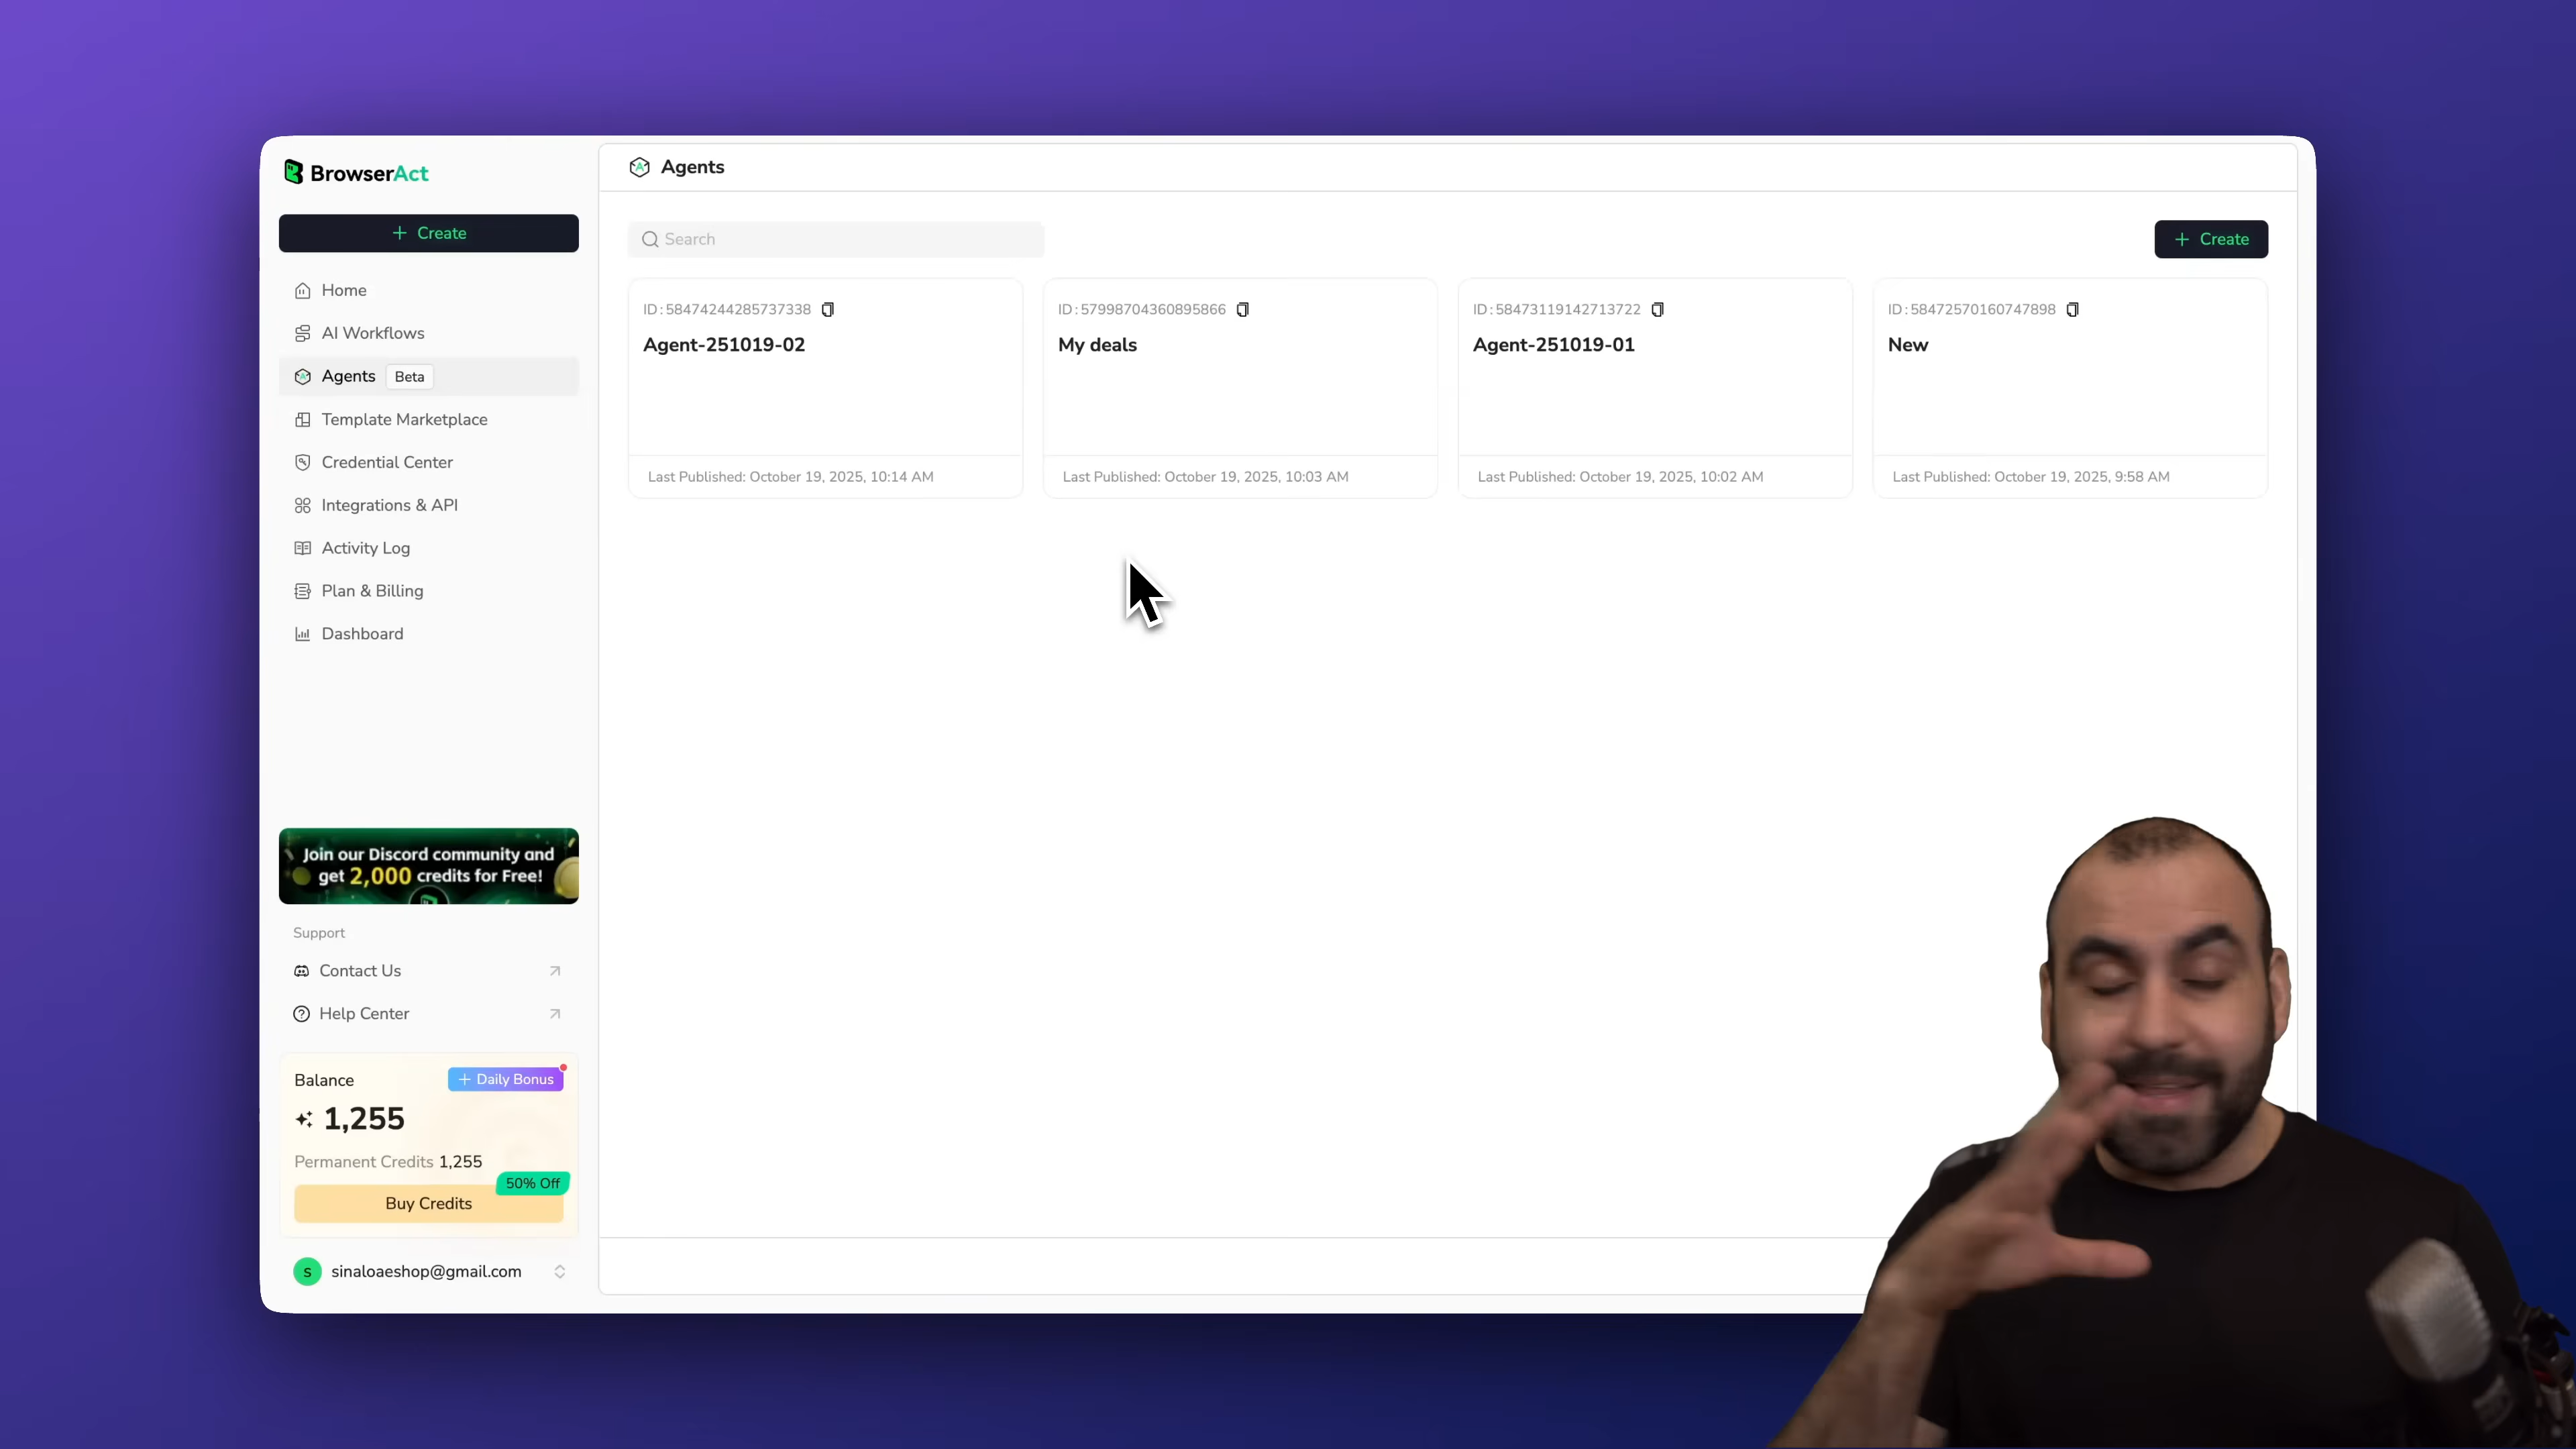 BrowserAct
Create
Home
AI Workflows
Agents Beta
Template Marketplace
Credential Center
Integrations & API
Activity Log
Plan & Billing
Dashboard
Join our Discord community and
get 2,000 credits for Free!
Support
Contact Us
Help Center
Balance
Daily Bonus
1,255
Permanent Credits 1,255
50% Off
Buy Credits
S
sinaloaeshop@gmail.com
Agents
Search
Create
ID:58474244285737338
Agent-251019-02
Last Published: October 19, 2025, 10:14 AM
ID:57998704360895866
My deals
Last Published: October 19, 2025, 10:03 AM
ID:58473119142713722
Agent-251019-01
Last Published: October 19, 2025, 10:02 AM
ID:58472570160747898
New
Last Published: October 19, 2025, 9:58 AM